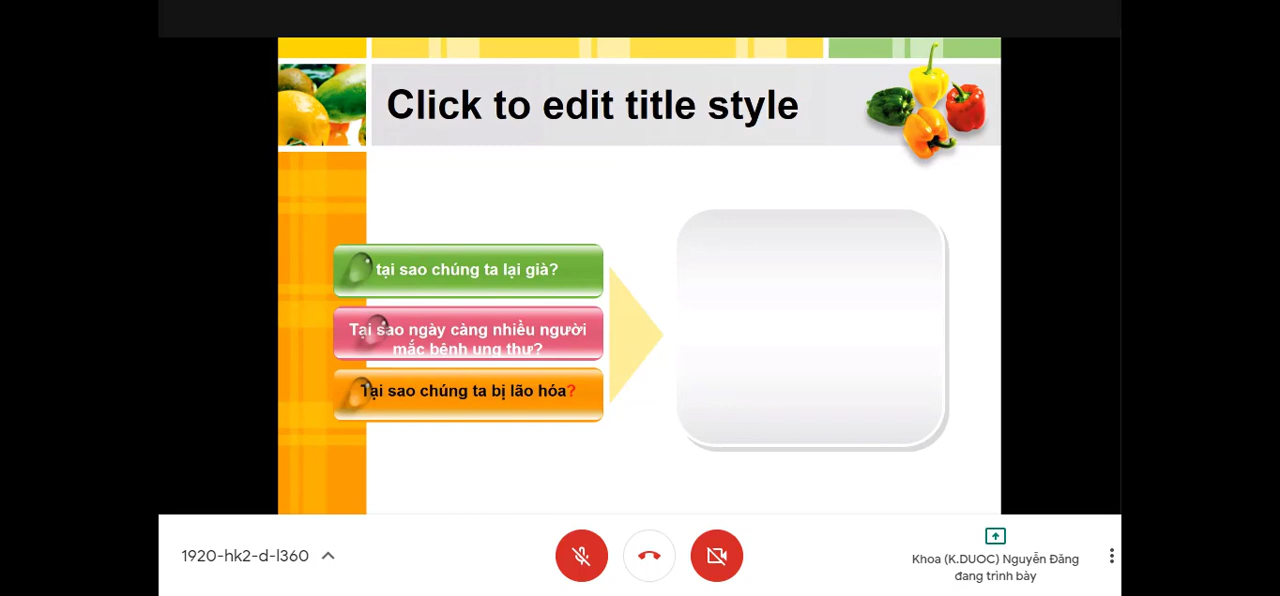 Click to edit title style
tại sao chúng ta lại già?
Tại sao ngày càng nhiều người
mắc bệnh ung thư?
Tại sao chúng ta bị lão hóa?
1920-hk2-d-l360
Khoa (K.DUOC) Nguyễn Đăng
đang trình bày